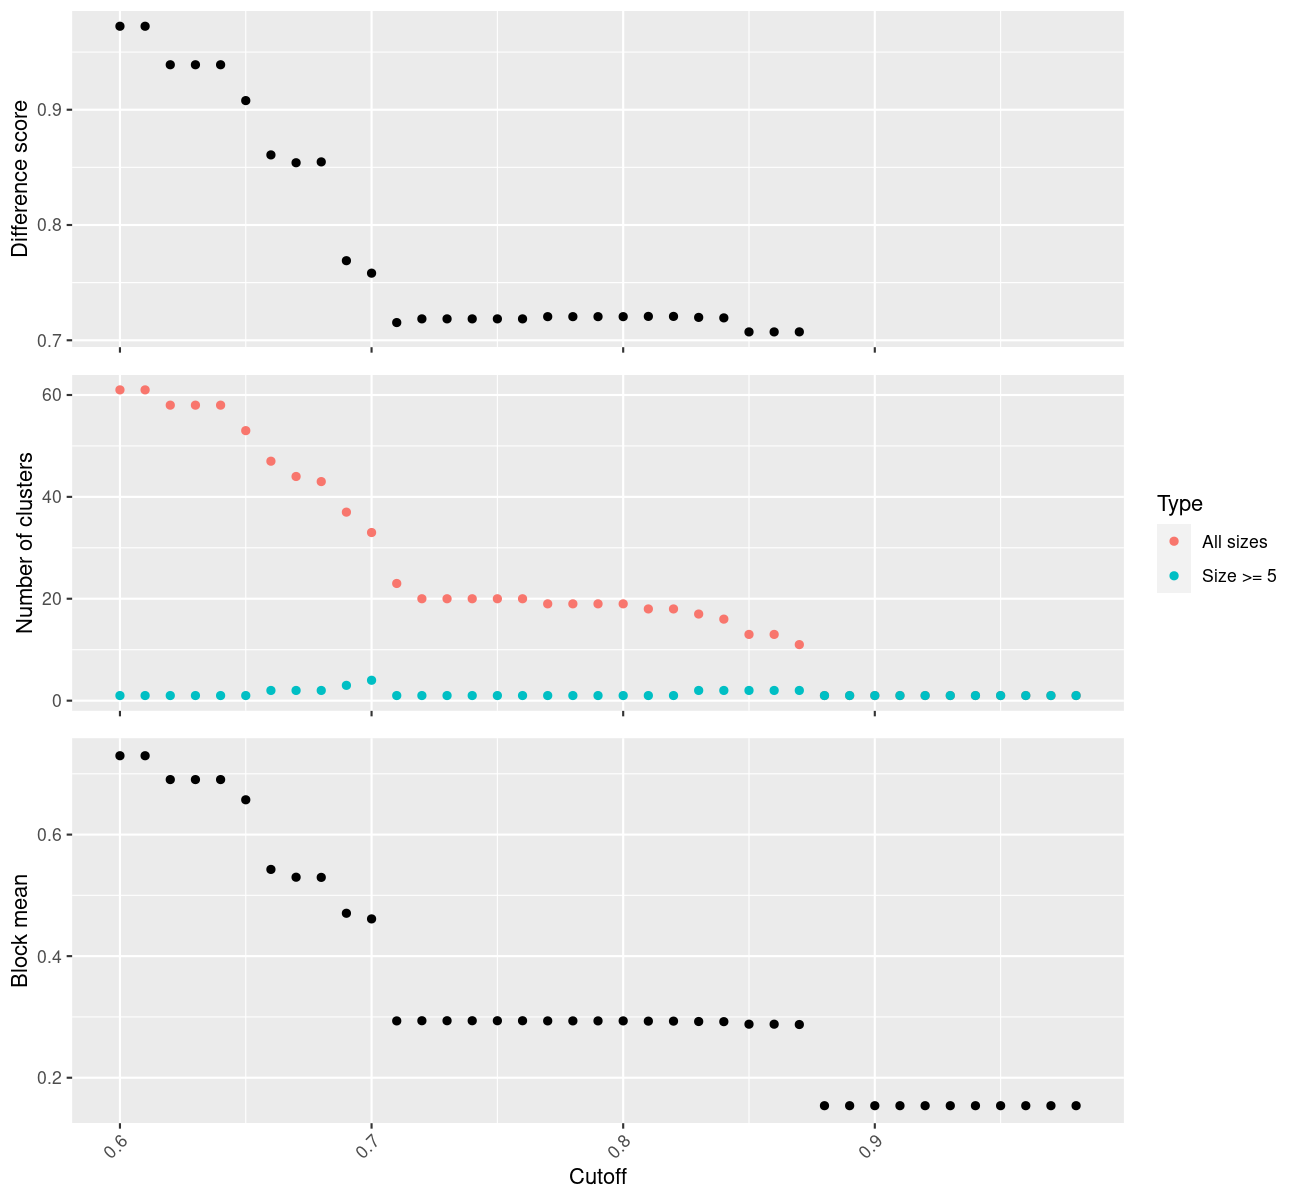 Difference score
0.9
0.8
0.7
Number of clusters
60
40
20
0
Type
All sizes
Size >= 5
Block mean
0.6
0.4
0.2
0.6
0.7
0.8
0.9
Cutoff